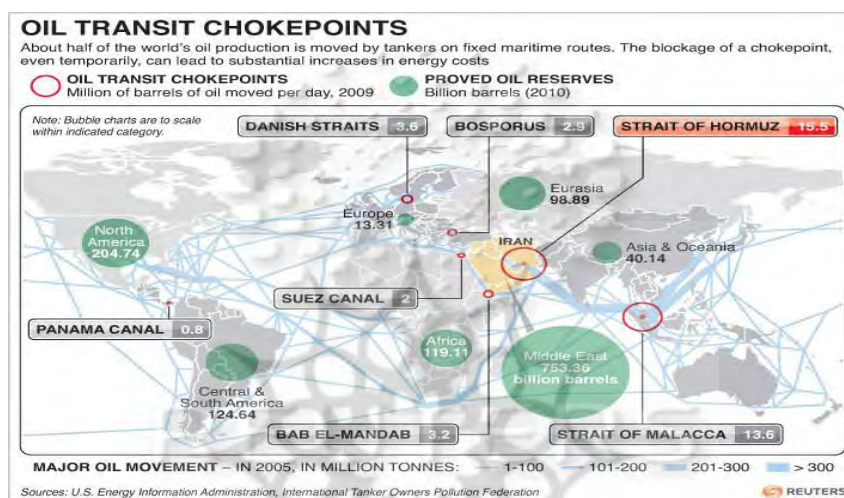 OIL TRANSIT CHOKEPOINTS
About half of the world's oil production is moved by tankers on fixed maritime routes. The blockage of a chokepoint,
even temporarily, can lead to substantial increases in energy costs
OIL TRANSIT CHOKEPOINTS
Million of barrels of oil moved per day, 2009
PROVED OIL RESERVES
Billion barrels (2010)
Note: Bubble charts are to scale
within indicated category.
DANISH STRAITS 3.6
BOSPORUS 2.9
STRAIT OF HORMUZ 15.5
Eurasia
98.89
Europe
13.31
North
America
204.74
IRAN
Asia & Oceania
40.14
SUEZ CANAL 2
PANAMA CANAL 0.8
Africa
119.11
Middle East
753.36
billion barrels
Central &
South America
124.64
BAB EL-MANDAB 3.2
STRAIT OF MALACCA 13.6
MAJOR OIL MOVEMENT – IN 2005, IN MILLION TONNES: 1-100 101-200 201-300 > 300
Sources: U.S. Energy Information Administration, International Tanker Owners Pollution Federation
REUTERS